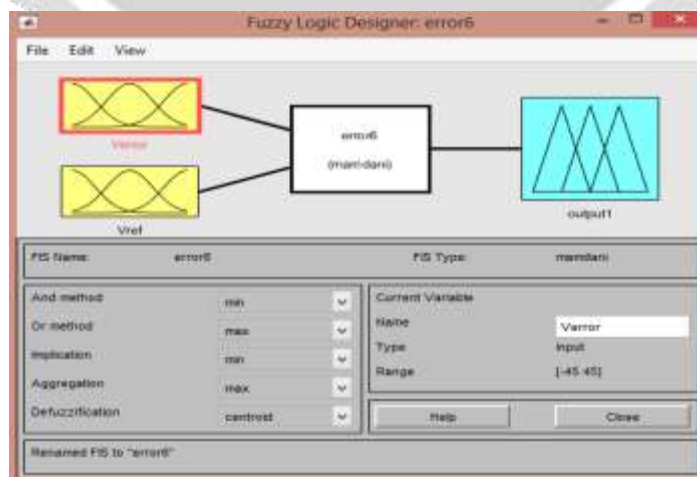 Fuzzy Logic Designer: error6
File Edit View
Verror
Vref
error6
(mamdani)
output1
FIS Name: error6 FIS Type: mamdani
And method min
Or method max
Implication min
Aggregation max
Defuzzification centroid
Current Variable
Name Verror
Type input
Range [-45 45]
Help Close
Renamed FIS to "error6"